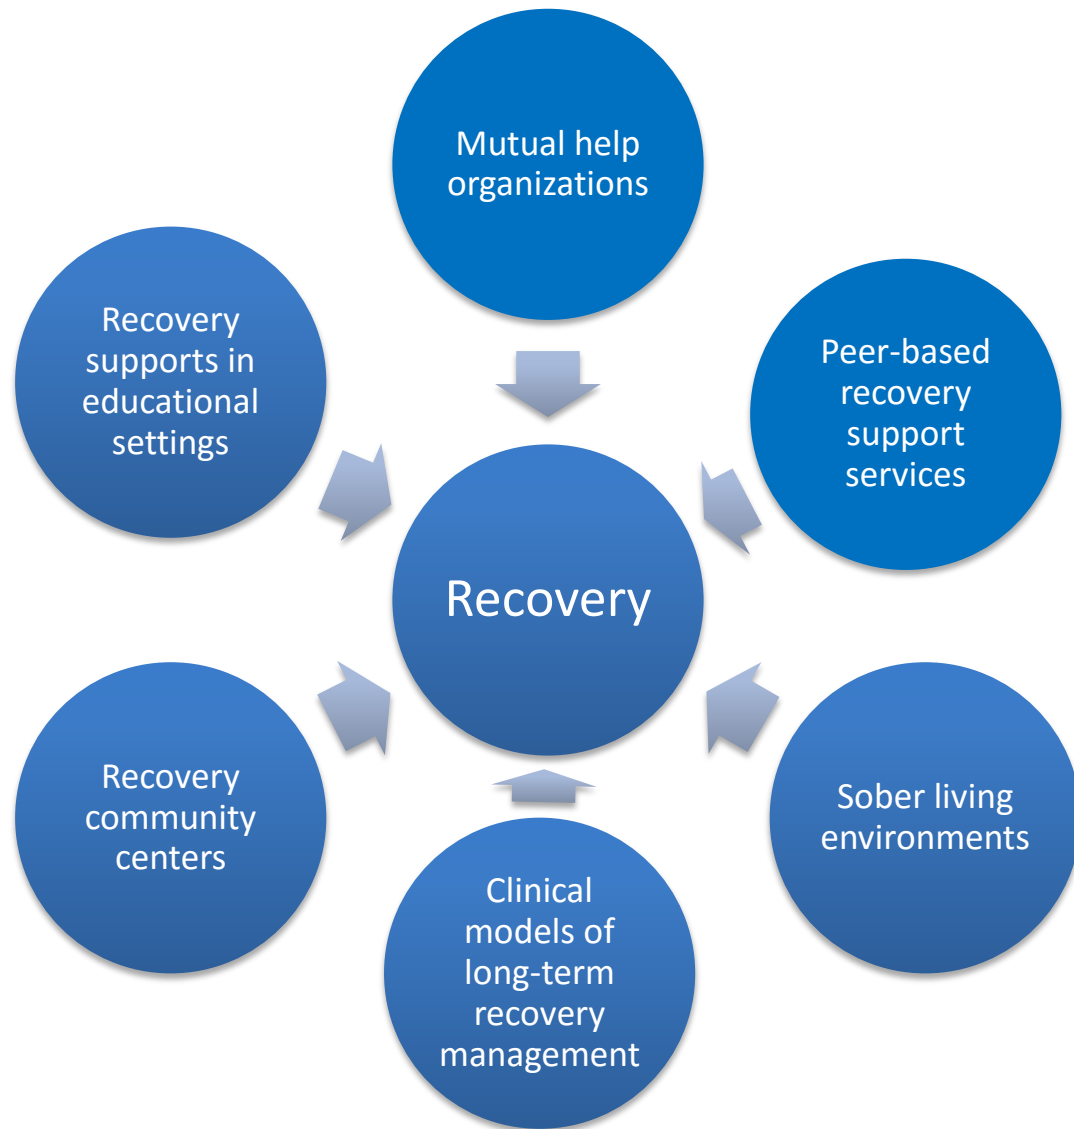 Mutual help
organizations
Peer-based
recovery
support
services
Sober living
environments
Clinical
models of
long-term
recovery
management
Recovery
community
centers
Recovery
supports in
educational
settings
Recovery